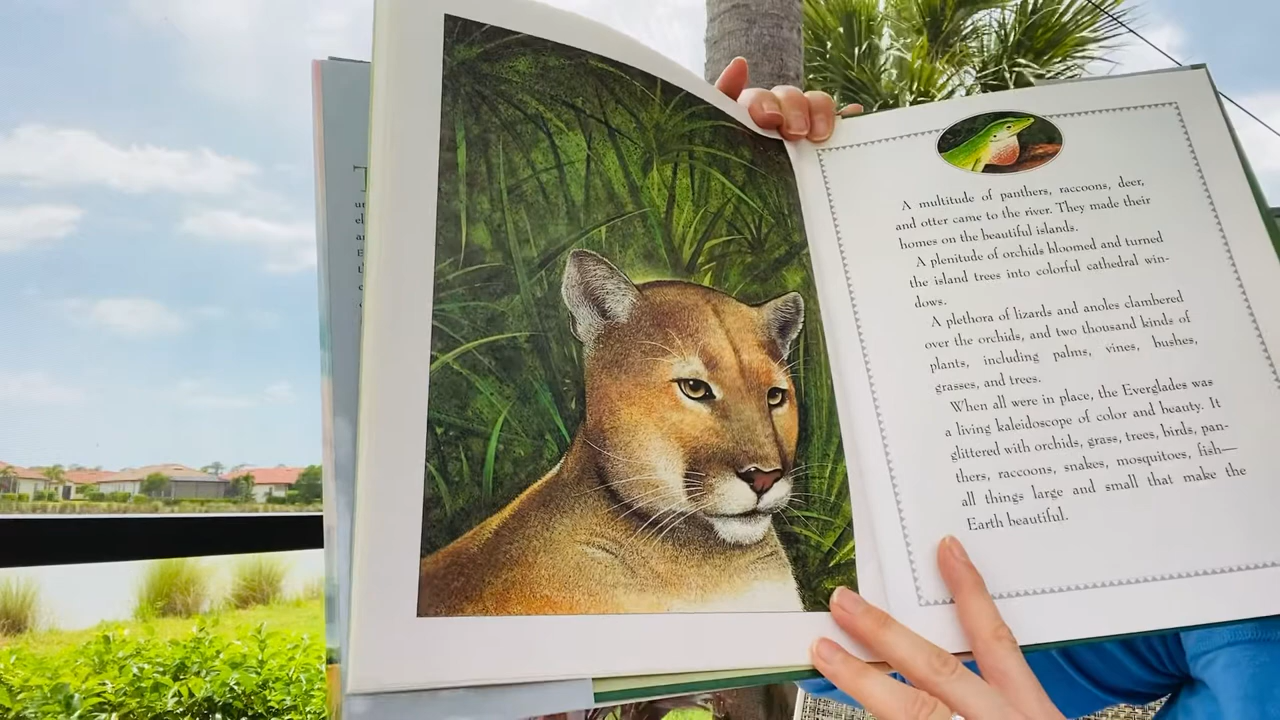 A multitude of panthers, raccoons, deer,
and otter came to the river. They made their
homes on the beautiful islands.
A plenitude of orchids bloomed and turned
the island trees into colorful cathedral win-
dows.
A plethora of lizards and anoles clambered
over the orchids, and two thousand kinds of
plants, including palms, vines, bushes,
grasses, and trees.
When all were in place, the Everglades was
a living kaleidoscope of color and beauty. It
glittered with orchids, grass, trees, birds, pan-
thers, raccoons, snakes, mosquitoes, fish—
all things large and small that make the
Earth beautiful.